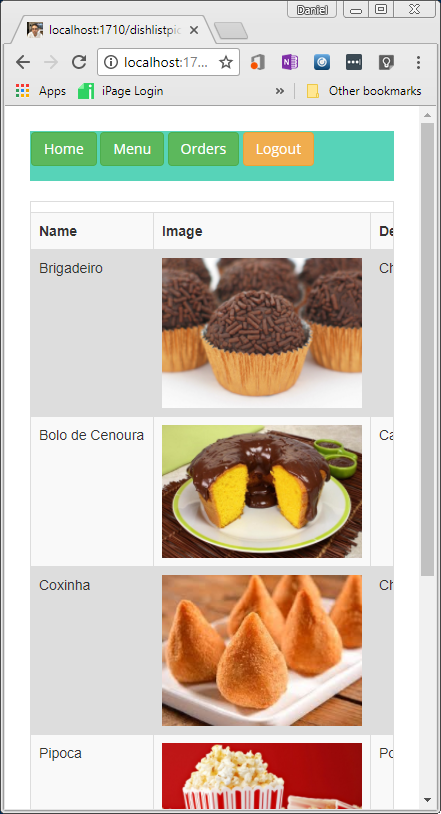 Daniel
localhost:1710/dishlistpic
localhost:17...
Apps iPage Login » Other bookmarks
Home Menu Orders Logout
Name Image De
Brigadeiro Ch
Bolo de Cenoura Ca
Coxinha Ch
Pipoca Po